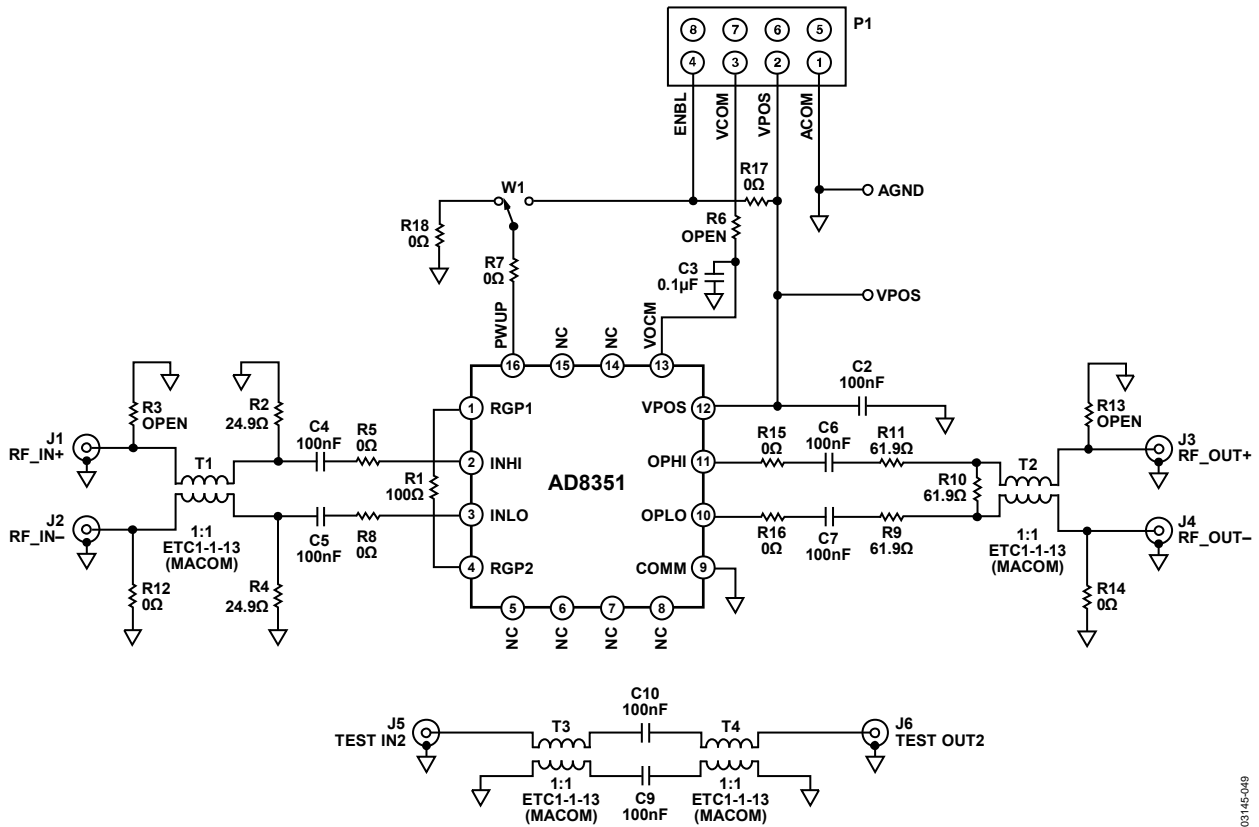 P1
8
7
6
5
4
3
2
1
ENBL
VCOM
VPOS
ACOM
R17
0Ω
W1
AGND
R18
0Ω
R6
OPEN
R7
0Ω
C3
0.1µF
VPOS
PWUP
NC
NC
VOCM
16
15
14
13
R3
OPEN
R2
24.9Ω
C2
100nF
R13
OPEN
1
RGP1
VPOS
12
J1
RF_IN+
T1
C4
100nF
R5
0Ω
R15
0Ω
C6
100nF
R11
61.9Ω
T2
J3
RF_OUT+
2
INHI
OPHI
11
R1
100Ω
AD8351
R10
61.9Ω
3
INLO
OPLO
10
J2
RF_IN–
1:1
ETC1-1-13
(MACOM)
C5
100nF
R8
0Ω
R16
0Ω
C7
100nF
R9
61.9Ω
1:1
ETC1-1-13
(MACOM)
J4
RF_OUT–
4
RGP2
COMM
9
R12
0Ω
R4
24.9Ω
R14
0Ω
5
6
7
8
NC
NC
NC
NC
C10
100nF
J5
TEST IN2
T3
T4
J6
TEST OUT2
1:1
ETC1-1-13
(MACOM)
C9
100nF
1:1
ETC1-1-13
(MACOM)
03145-049